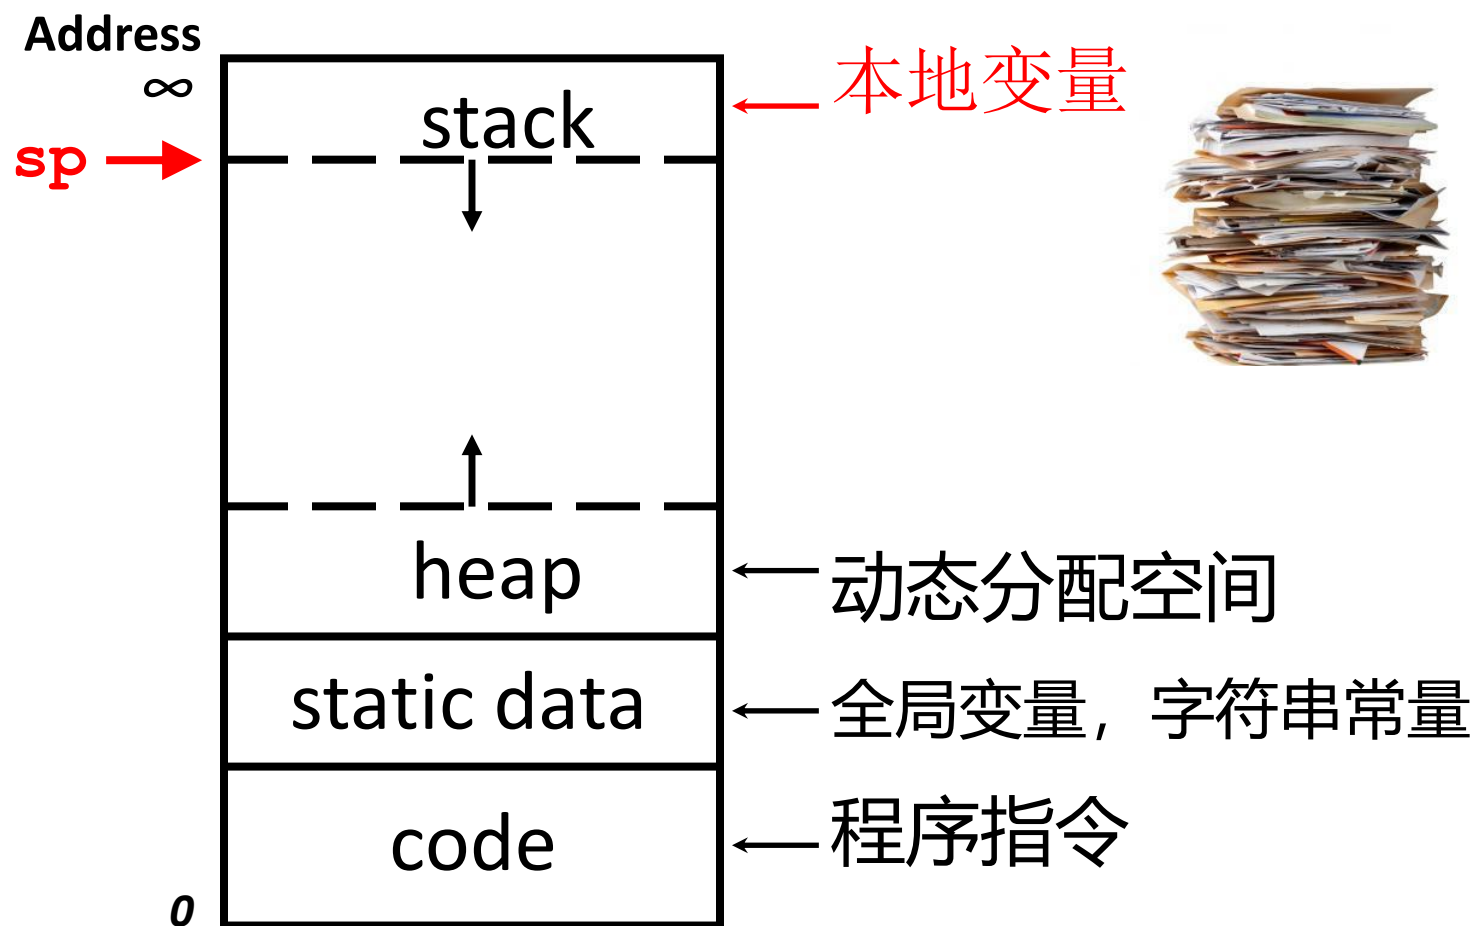 Address
∞
stack
本地变量
sp
heap
动态分配空间
static data
全局变量，字符串常量
code
程序指令
0